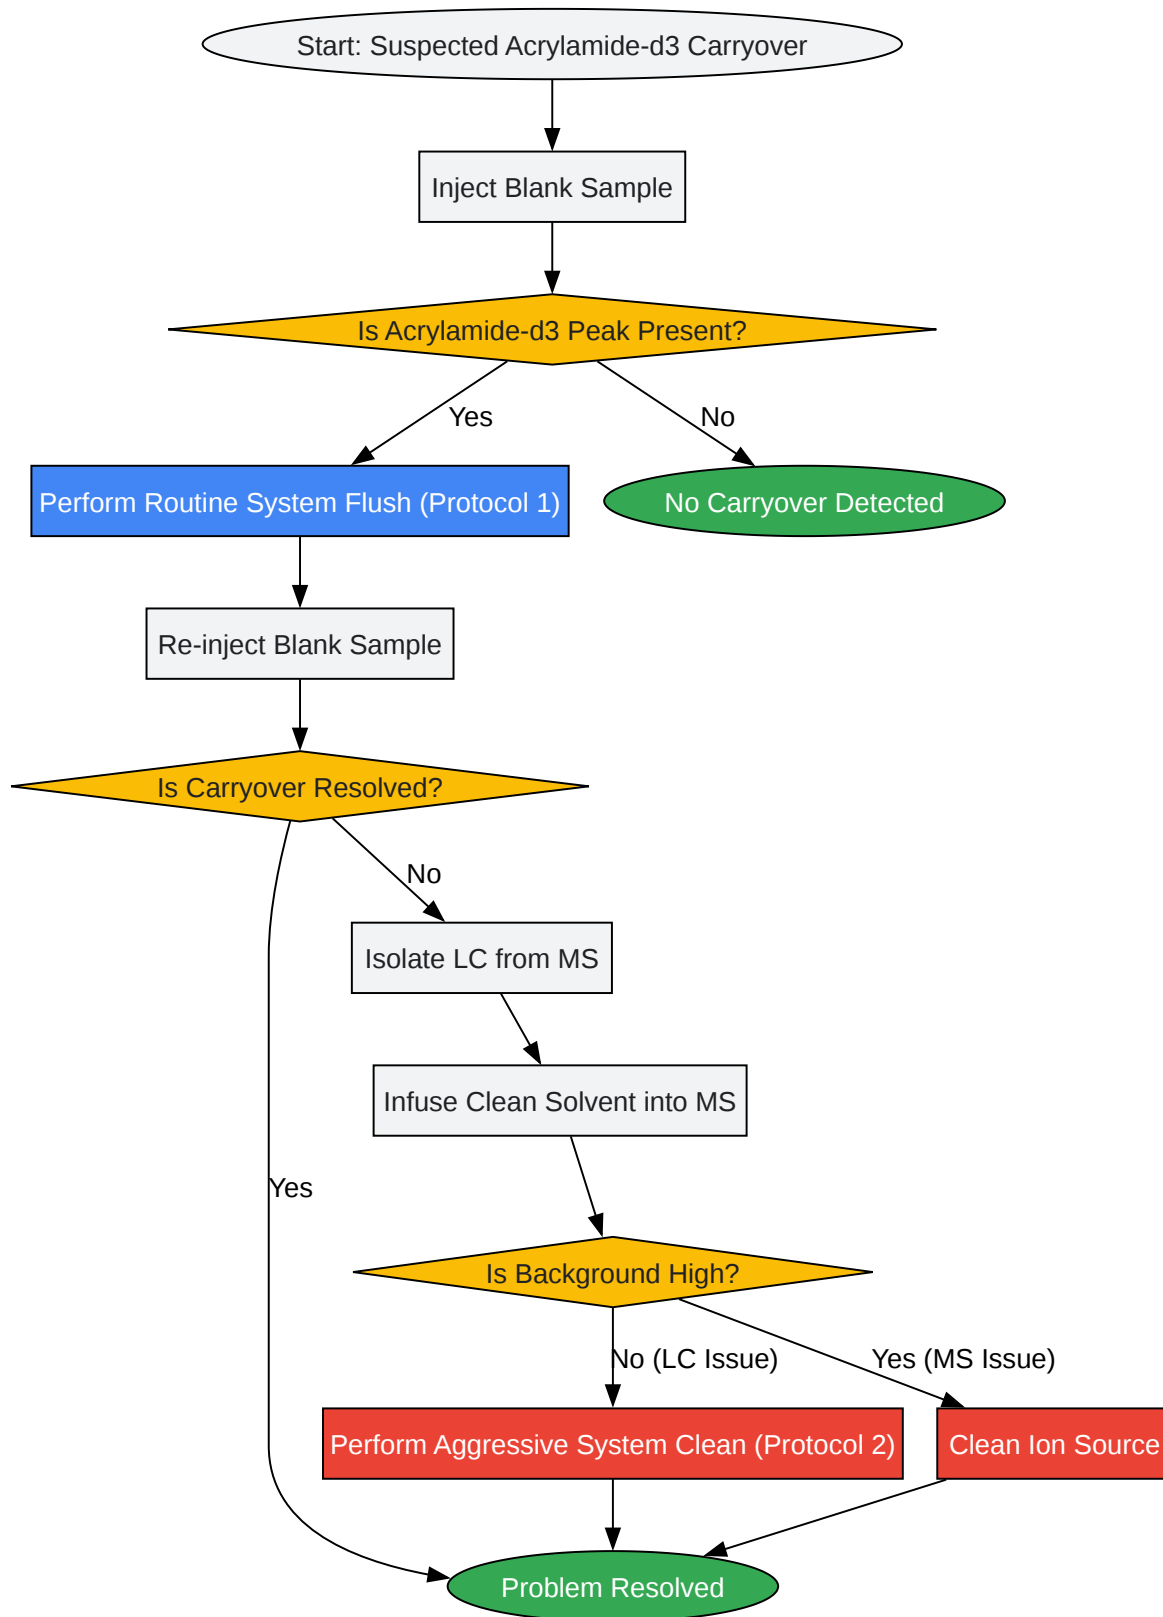 Start: Suspected Acrylamide-d3 Carryover
Inject Blank Sample
Is Acrylamide-d3 Peak Present?
Yes
No
Perform Routine System Flush (Protocol 1)
No Carryover Detected
Re-inject Blank Sample
Is Carryover Resolved?
No
Isolate LC from MS
Infuse Clean Solvent into MS
Yes
Is Background High?
No (LC Issue)
Yes (MS Issue)
Perform Aggressive System Clean (Protocol 2)
Clean Ion Source
Problem Resolved